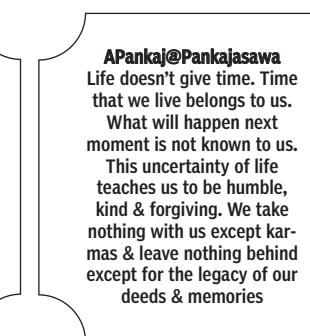 APankaj@Pankajasawa
Life doesn't give time. Time
that we live belongs to us.
What will happen next
moment is not known to us.
This uncertainty of life
teaches us to be humble,
kind & forgiving. We take
nothing with us except kar-
mas & leave nothing behind
except for the legacy of our
deeds & memories